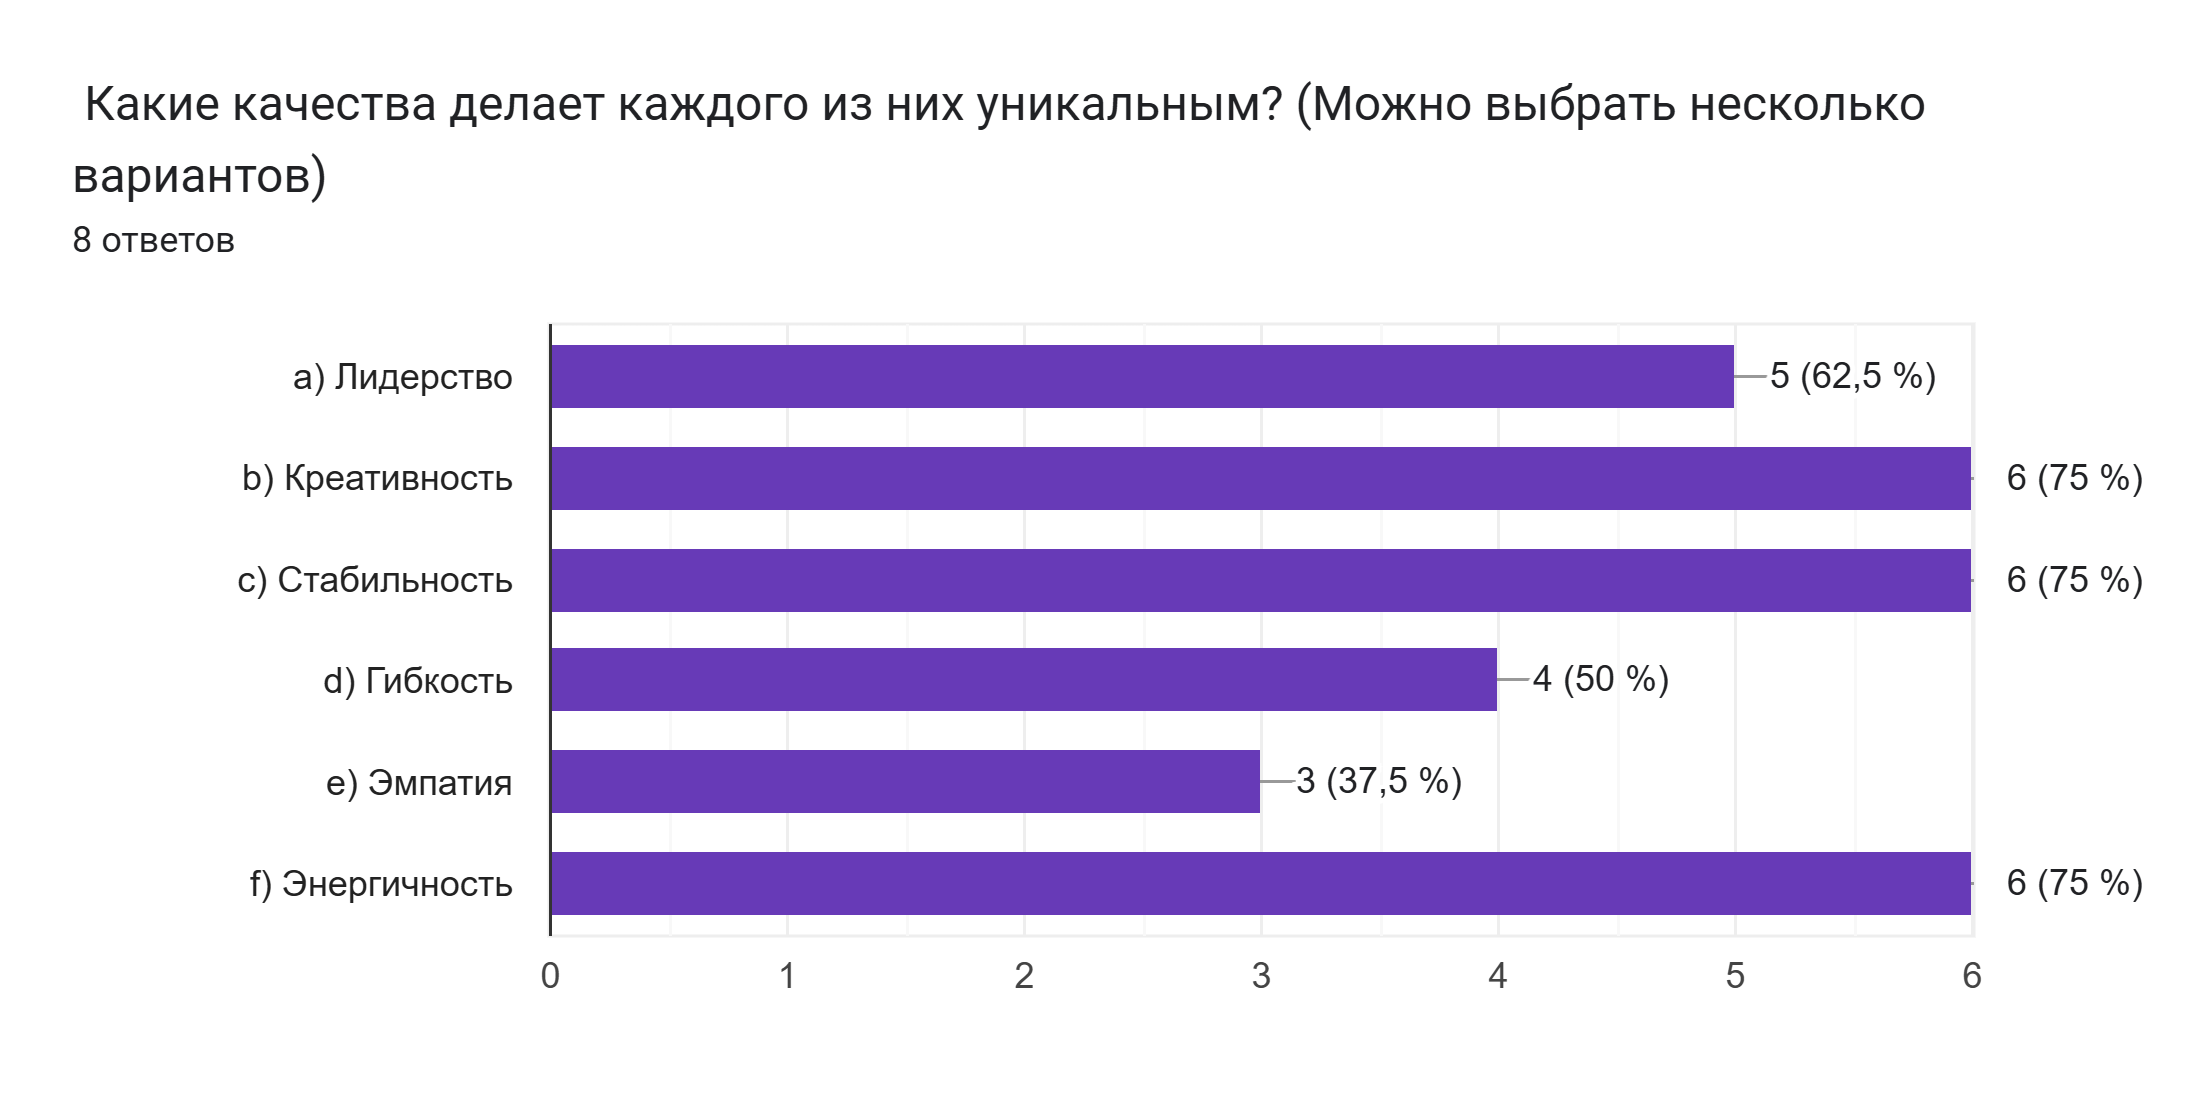 Какие качества делает каждого из них уникальным? (Можно выбрать несколько
вариантов)
8 ответов
a) Лидерство
5 (62,5 %)
b) Креативность
6 (75 %)
c) Стабильность
6 (75 %)
d) Гибкость
4 (50 %)
e) Эмпатия
3 (37,5 %)
f) Энергичность
6 (75 %)
0 1 2 3 4 5 6